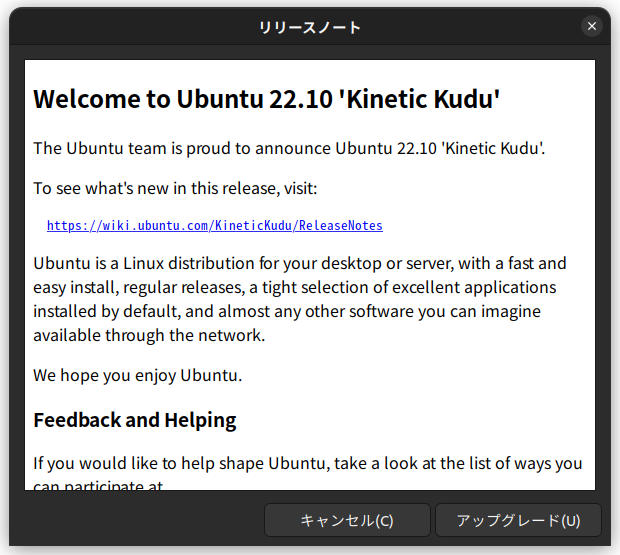 リリースノート
Welcome to Ubuntu 22.10 'Kinetic Kudu'
The Ubuntu team is proud to announce Ubuntu 22.10 'Kinetic Kudu'.
To see what's new in this release, visit:
https://wiki.ubuntu.com/KineticKudu/ReleaseNotes
Ubuntu is a Linux distribution for your desktop or server, with a fast and
easy install, regular releases, a tight selection of excellent applications
installed by default, and almost any other software you can imagine
available through the network.
We hope you enjoy Ubuntu.
Feedback and Helping
If you would like to help shape Ubuntu, take a look at the list of ways you
can participate at
キャンセル(C)
アップグレード(U)